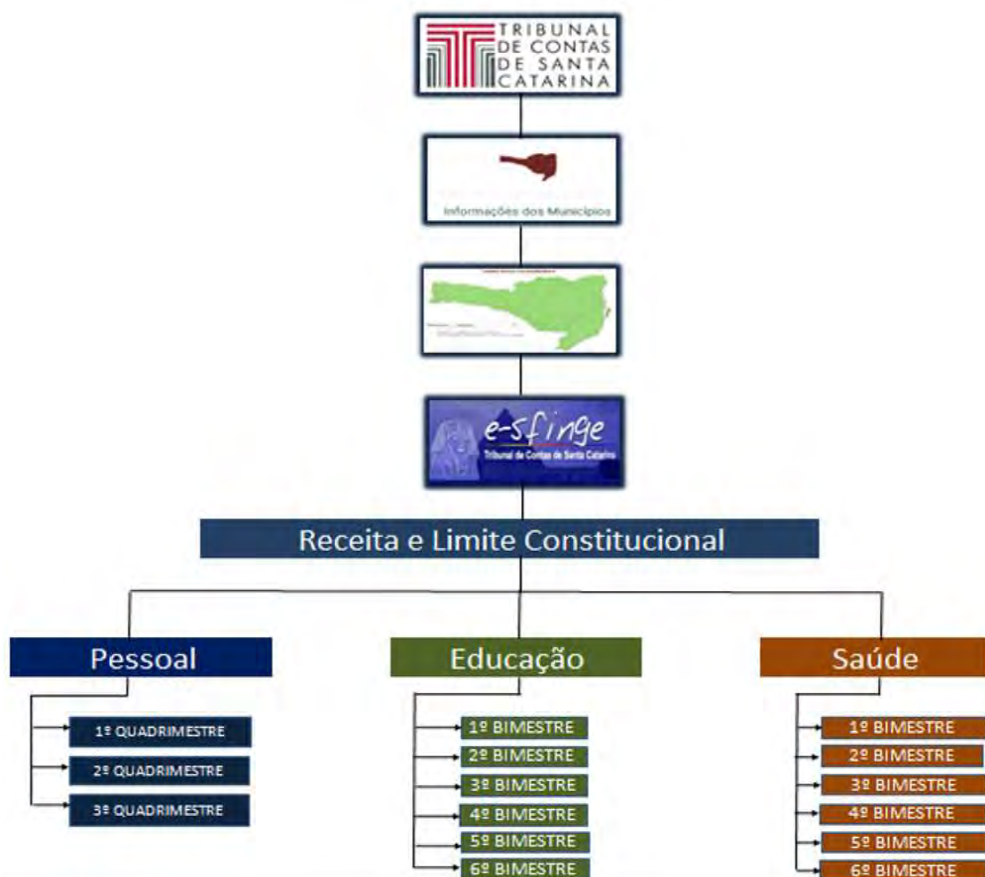 TRIBUNAL
DE CONTAS
DE SANTA
CATARINA
Informações dos Municípios
e-sfinge
Tribunal de Contas de Santa Catarina
Receita e Limite Constitucional
Pessoal
1º QUADRIMESTRE
2º QUADRIMESTRE
3º QUADRIMESTRE
Educação
1º BIMESTRE
2º BIMESTRE
3º BIMESTRE
4º BIMESTRE
5º BIMESTRE
6º BIMESTRE
Saúde
1º BIMESTRE
2º BIMESTRE
3º BIMESTRE
4º BIMESTRE
5º BIMESTRE
6º BIMESTRE